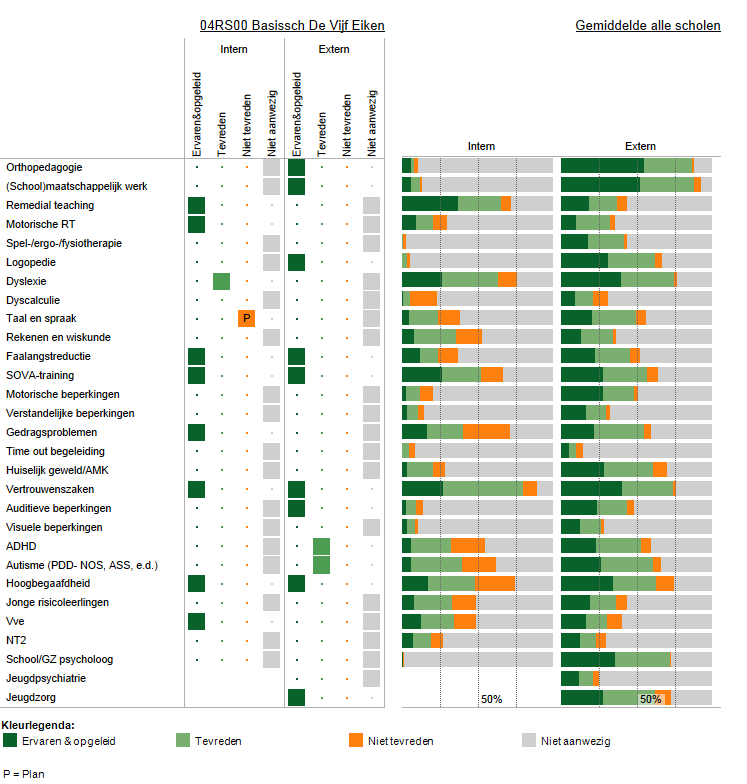 04RS00 Basissch De Vijf Eiken Gemiddelde alle scholen
Intern Extern
Ervaren&opgeleid Tevreden Niet tevreden Niet aanwezig Ervaren&opgeleid Tevreden Niet tevreden Niet aanwezig
Intern Extern
Orthopedagogie
(School)maatschappelijk werk
Remedial teaching
Motorische RT
Spel-/ergo-/fysiotherapie
Logopedie
Dyslexie
Dyscalculie
Taal en spraak P
Rekenen en wiskunde
Faalangstreductie
SOVA-training
Motorische beperkingen
Verstandelijke beperkingen
Gedragsproblemen
Time out begeleiding
Huiselijk geweld/AMK
Vertrouwenszaken
Auditieve beperkingen
Visuele beperkingen
ADHD
Autisme (PDD- NOS, ASS, e.d.)
Hoogbegaafdheid
Jonge risicoleerlingen
Vve
NT2
School/GZ psycholoog
Jeugdpsychiatrie
Jeugdzorg 50% 50%
Kleurlegenda:
Ervaren & opgeleid Tevreden Niet tevreden Niet aanwezig
P = Plan